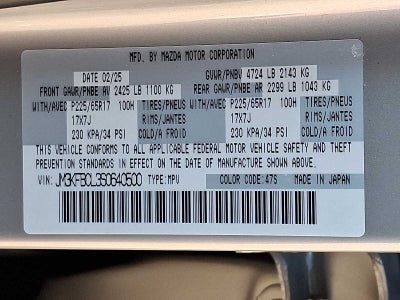 MFD. BY MAZDA MOTOR CORPORATION
DATE 02/25 GVWR/PNBV 4724 LB 2143 KG
FRONT GAWR/PNBE AV 2425 LB 1100 KG REAR GAWR/PNBE AR 2299 LB 1043 KG
WITH/AVEC P225/65R17 100H TIRES/PNEUS WITH/AVEC P225/65R17 100H TIRES/PNEUS
17X7J RIMS/JANTES 17X7J RIMS/JANTES
230 KPA/34 PSI COLD/A FROID 230 KPA/34 PSI COLD/A FROID
THIS VEHICLE CONFORMS TO ALL APPLICABLE FEDERAL MOTOR VEHICLE SAFETY AND THEFT
PREVENTION STANDARDS IN EFFECT ON THE DATE OF MANUFACTURE SHOWN ABOVE.
VIN: JM3KFBCL3S0640500 TYPE:MPV COLOR CODE:47S MADE IN JAPAN